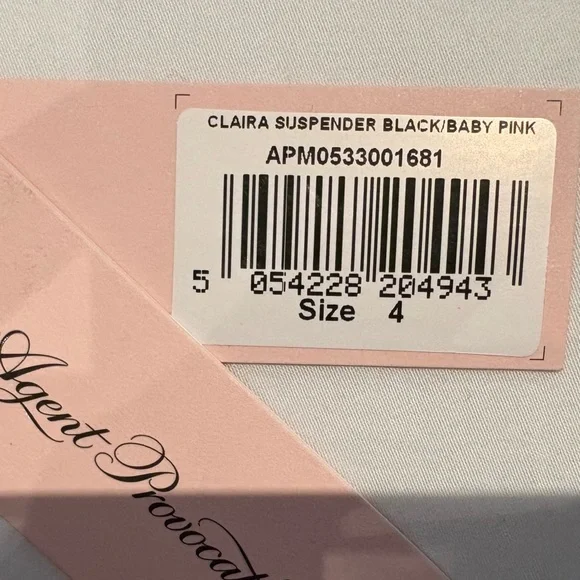 CLAIRA SUSPENDER BLACK/BABY PINK
APM0533001681
5 054228 204943
Size 4
Agent Provocat